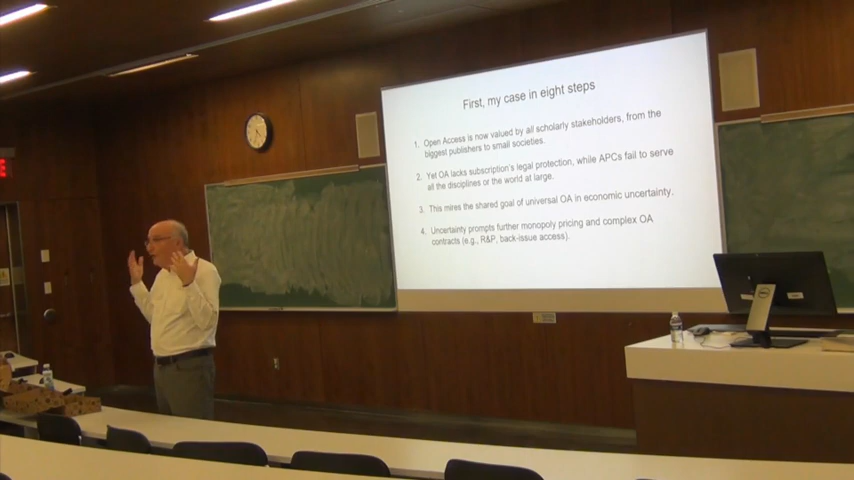 First, my case in eight steps
1. Open Access is now valued by all scholarly stakeholders, from the
biggest publishers to small societies.
2. Yet OA lacks subscription's legal protection, while APCs fail to serve
all the disciplines or the world at large.
3. This mires the shared goal of universal OA in economic uncertainty.
4. Uncertainty prompts further monopoly pricing and complex OA
contracts (e.g., R&P, back-issue access).
DELL